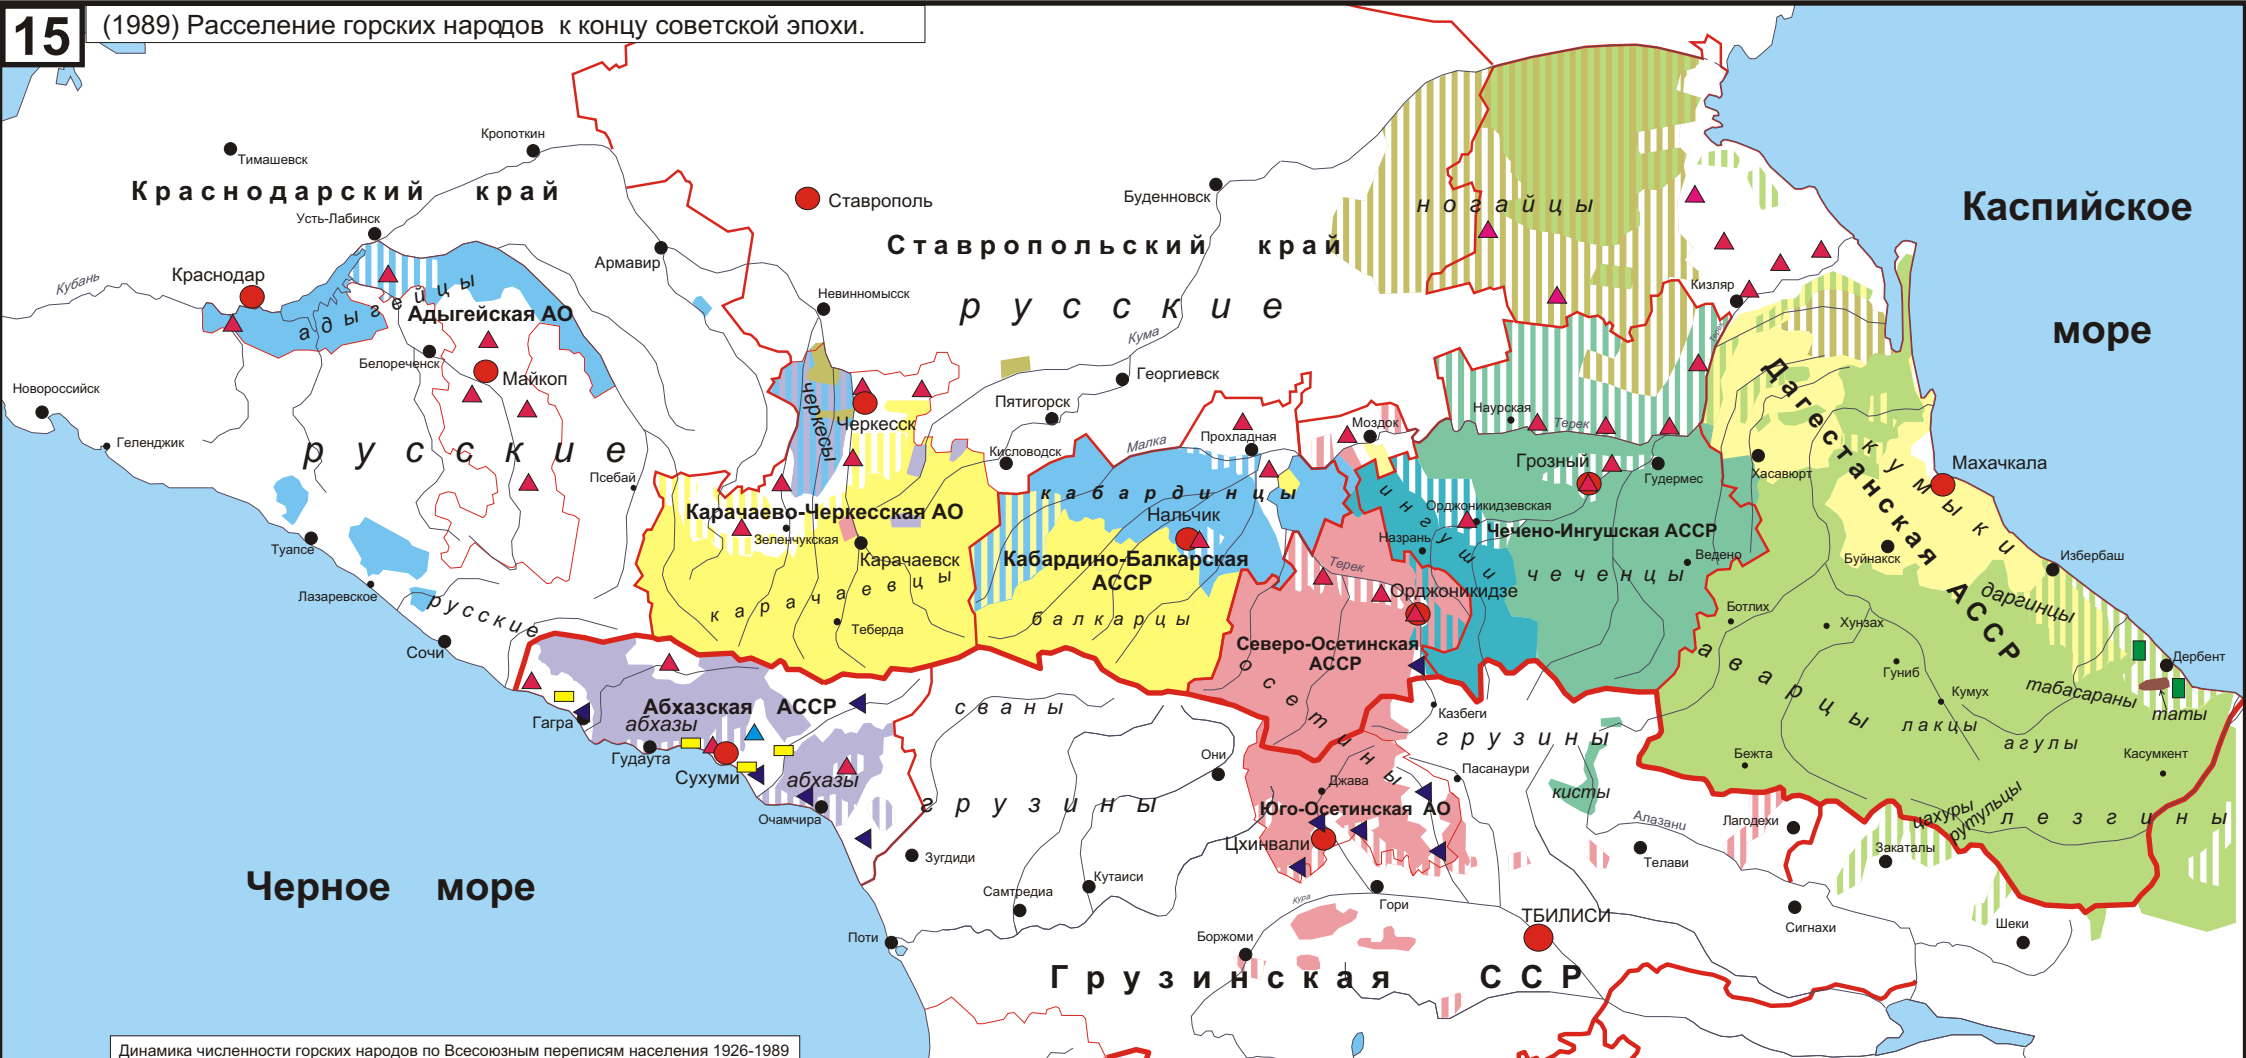 15
(1989) Расселение горских народов к концу советской эпохи.
Тимашевск
Кропоткин
Краснодарский край
Усть-Лабинск
Ставрополь
Буденновск
Ставропольский край
Армавир
Краснодар
Кубань
адыгейцы
Адыгейская АО
Белореченск
Майкоп
Новороссийск
Геленджик
русские
Псебай
Туапсе
Лазаревское
русские
Сочи
Невинномысск
русские
Кума
Георгиевск
Пятигорск
Кисловодск
Малка
Прохладная
Моздок
черкесы
Черкесск
Карачаево-Черкесская АО
Зеленчукская
Карачаевск
карачаевцы
Теберда
кабардинцы
Нальчик
Кабардино-Балкарская
АССР
балкарцы
ногайцы
Кизляр
Терек
Каспийское
море
Наурская
Терек
Грозный
Гудермес
Хасавюрт
Орджоникидзевская
ингуши
Назрань
Чечено-Ингушская АССР
Ведено
чеченцы
Терек
Орджоникидзе
Северо-Осетинская
АССР
осетины
Казбеги
Дагестанская АССР
кумыки
Махачкала
Буйнакск
Избербаш
даргинцы
Ботлих
Хунзах
Гуниб
Кумух
аварцы
лакцы
табасараны
Дербент
таты
агулы
Касумкент
Бежта
цахуры
рутульцы
лезгины
Абхазская АССР
абхазы
Гагра
Гудаута
Сухуми
абхазы
Очамчира
сваны
грузины
Они
Зугдиди
Кутаиси
Самтредиа
Поти
Черное море
Джава
Юго-Осетинская АО
Цхинвали
Гори
Кура
Боржоми
грузины
Пасанаури
кисты
Алазани
Телави
Лагодехи
Закаталы
Сигнахи
Шеки
ТБИЛИСИ
Грузинская ССР
Динамика численности горских народов по Всесоюзным переписям населения 1926-1989